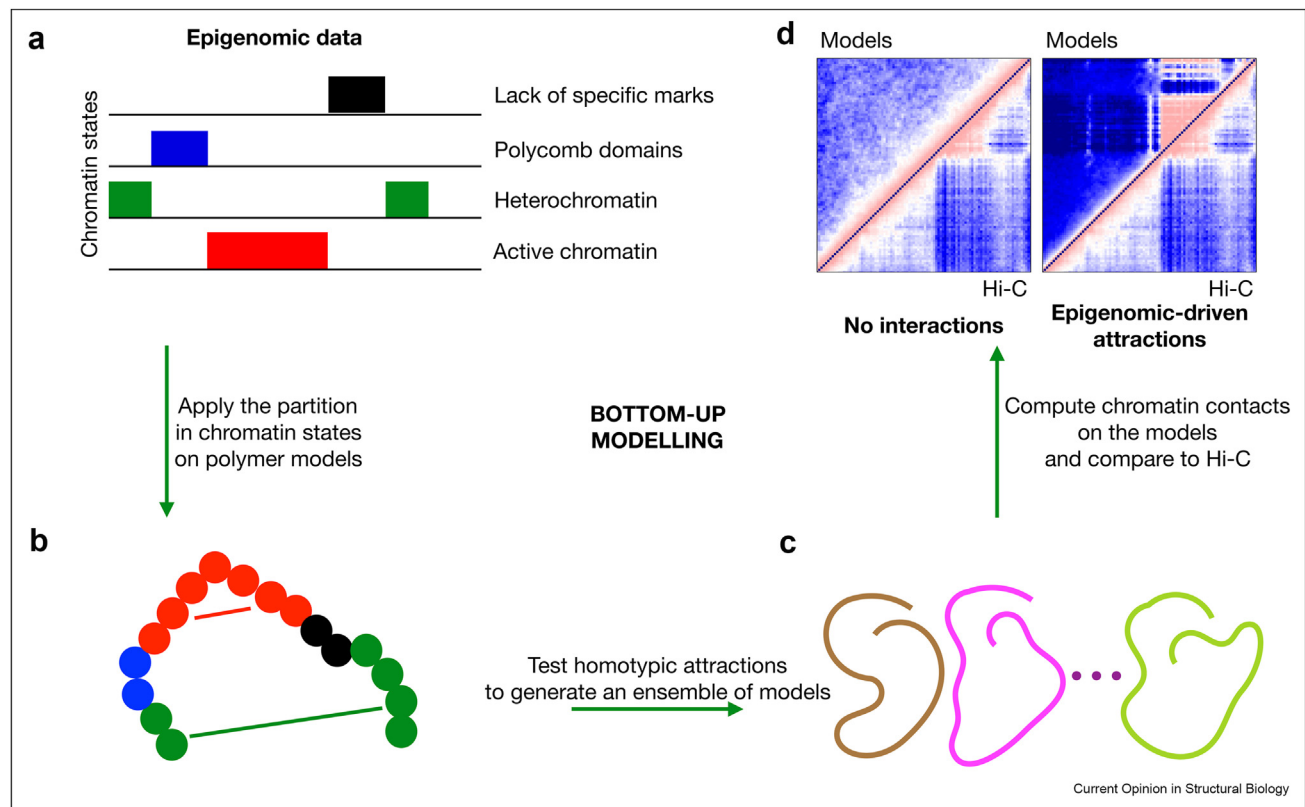 a
Epigenomic data
Chromatin states
Lack of specific marks
Polycomb domains
Heterochromatin
Active chromatin
d
Models
Models
Hi-C
Hi-C
No interactions
Epigenomic-driven
attractions
Apply the partition
in chromatin states
on polymer models
BOTTOM-UP
MODELLING
Compute chromatin contacts
on the models
and compare to Hi-C
b
Test homotypic attractions
to generate an ensemble of models
c
Current Opinion in Structural Biology